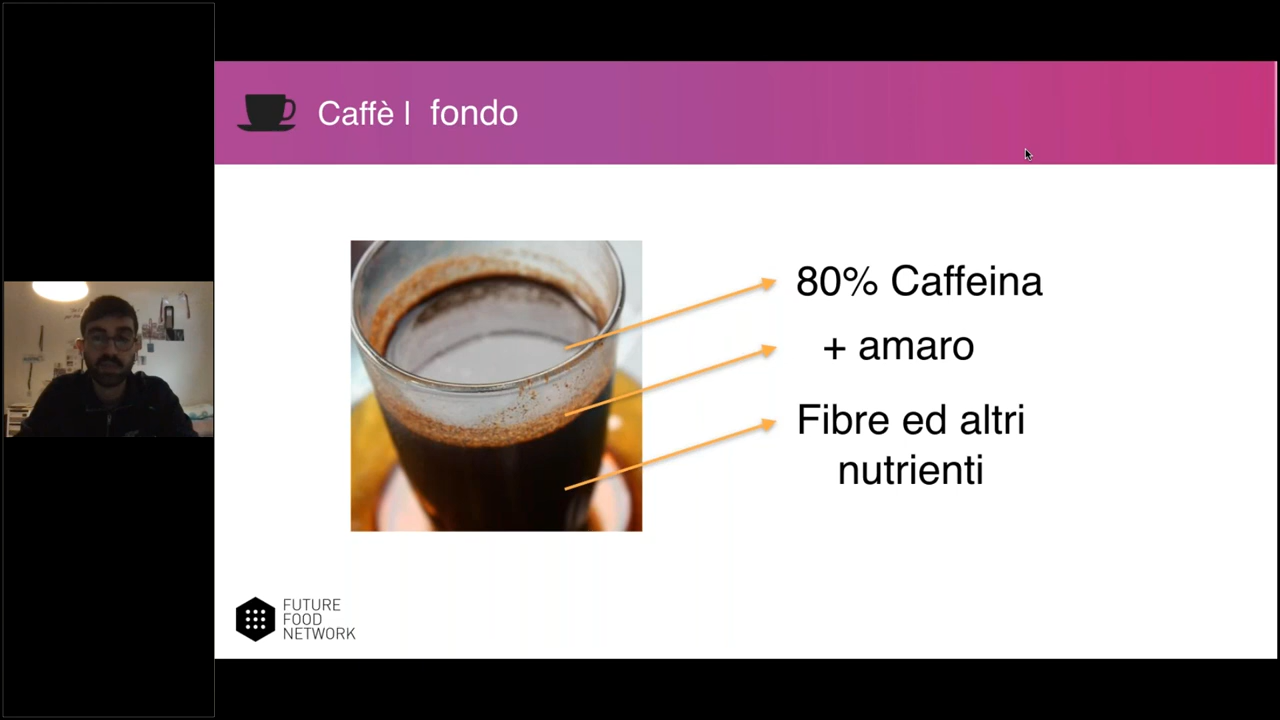 Caffè | fondo
80% Caffeina
+ amaro
Fibre ed altri
nutrienti
FUTURE
FOOD
NETWORK